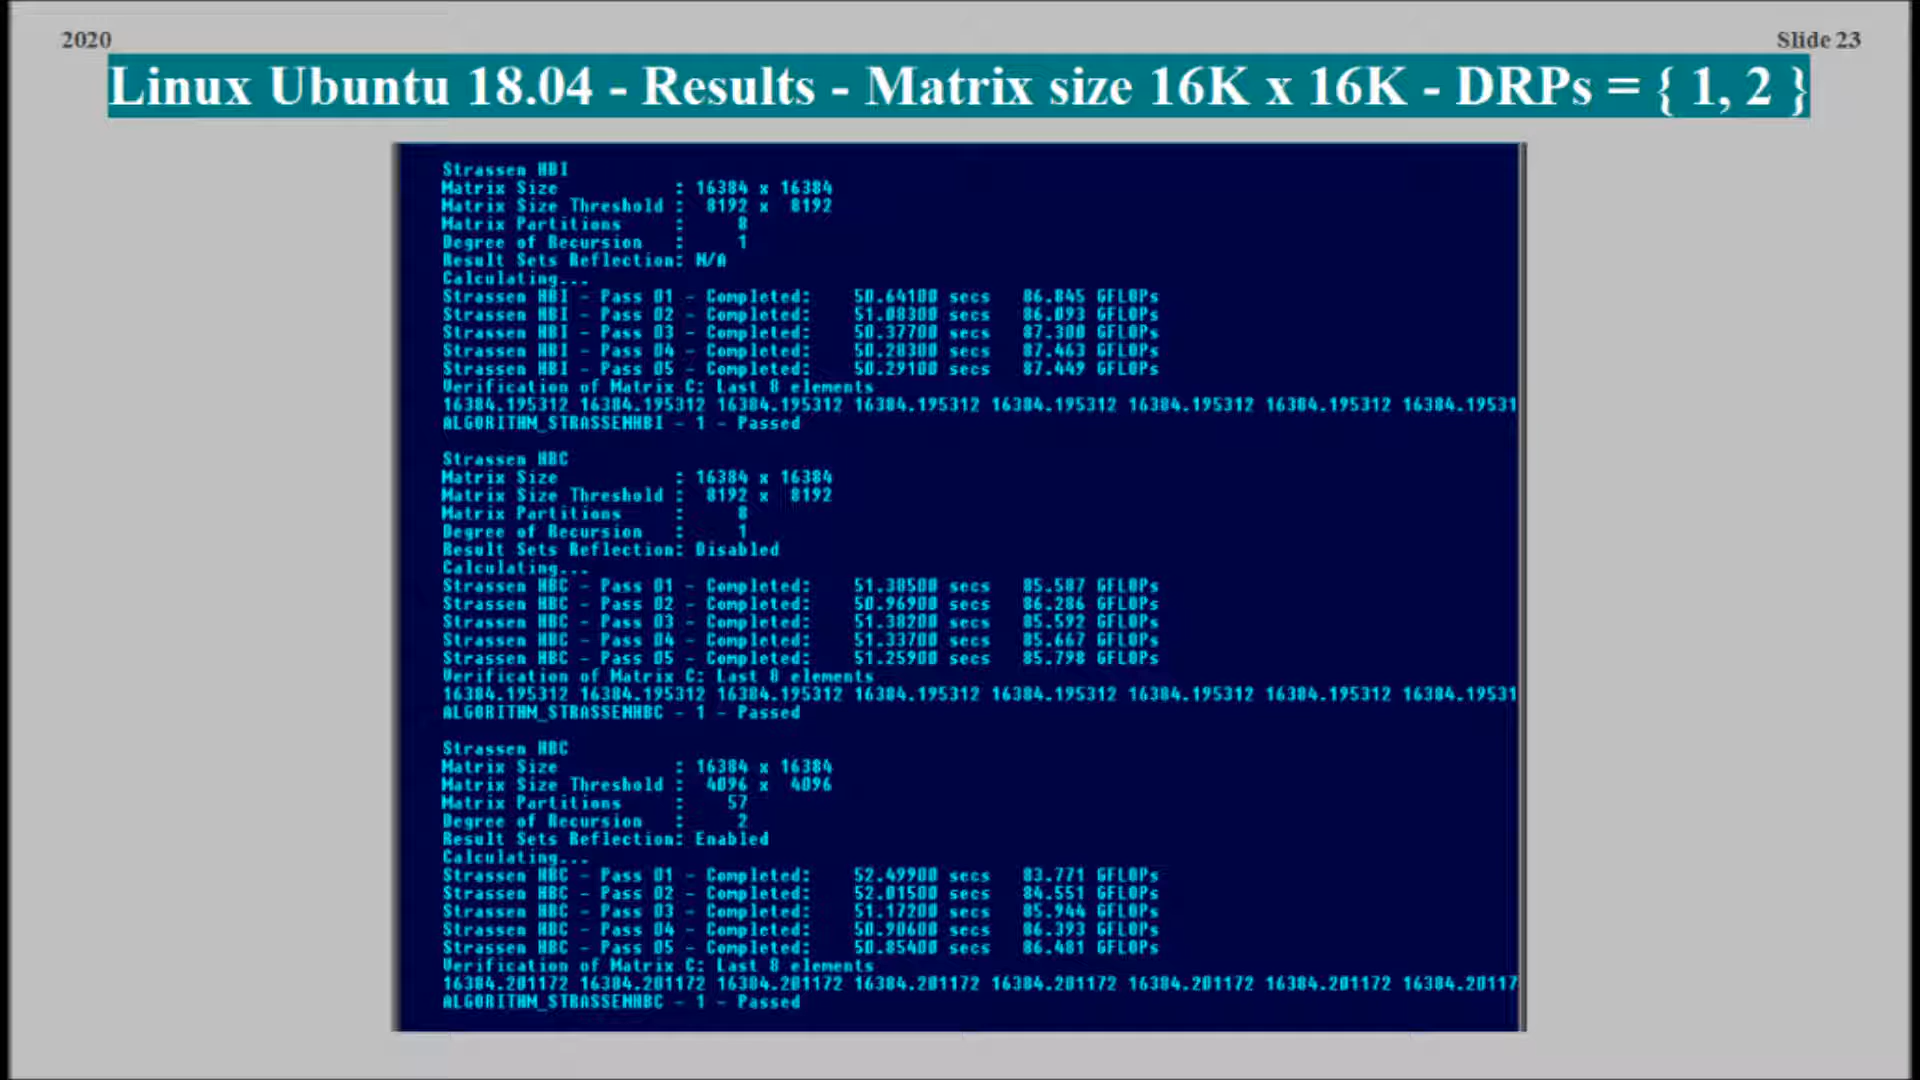 2020
Slide 23
Linux Ubuntu 18.04 - Results - Matrix size 16K x 16K - DRPs = { 1, 2 }
Strassen HBI
Matrix Size : 16384 x 16384
Matrix Size Threshold : 8192 x 8192
Matrix Partitions : 8
Degree of Recursion : 1
Result Sets Reflection: N/A
Calculating...
Strassen HBI - Pass 01 - Completed: 50.64100 secs 86.845 GFLOPs
Strassen HBI - Pass 02 - Completed: 51.08300 secs 86.093 GFLOPs
Strassen HBI - Pass 03 - Completed: 50.37700 secs 87.300 GFLOPs
Strassen HBI - Pass 04 - Completed: 50.28300 secs 87.463 GFLOPs
Strassen HBI - Pass 05 - Completed: 50.29100 secs 87.449 GFLOPs
Verification of Matrix C: Last 8 elements
16384.195312 16384.195312 16384.195312 16384.195312 16384.195312 16384.195312 16384.195312 16384.19531
ALGORITHM_STRASSENHBI - 1 - Passed
Strassen HBC
Matrix Size : 16384 x 16384
Matrix Size Threshold : 8192 x 8192
Matrix Partitions : 8
Degree of Recursion : 1
Result Sets Reflection: Disabled
Calculating...
Strassen HBC - Pass 01 - Completed: 51.38500 secs 85.587 GFLOPs
Strassen HBC - Pass 02 - Completed: 50.96900 secs 86.286 GFLOPs
Strassen HBC - Pass 03 - Completed: 51.38200 secs 85.592 GFLOPs
Strassen HBC - Pass 04 - Completed: 51.33700 secs 85.667 GFLOPs
Strassen HBC - Pass 05 - Completed: 51.25900 secs 85.798 GFLOPs
Verification of Matrix C: Last 8 elements
16384.195312 16384.195312 16384.195312 16384.195312 16384.195312 16384.195312 16384.195312 16384.19531
ALGORITHM_STRASSENHBC - 1 - Passed
Strassen HBC
Matrix Size : 16384 x 16384
Matrix Size Threshold : 4096 x 4096
Matrix Partitions : 57
Degree of Recursion : 2
Result Sets Reflection: Enabled
Calculating...
Strassen HBC - Pass 01 - Completed: 52.49900 secs 83.771 GFLOPs
Strassen HBC - Pass 02 - Completed: 52.01500 secs 84.551 GFLOPs
Strassen HBC - Pass 03 - Completed: 51.17200 secs 85.944 GFLOPs
Strassen HBC - Pass 04 - Completed: 50.90600 secs 86.393 GFLOPs
Strassen HBC - Pass 05 - Completed: 50.85400 secs 86.481 GFLOPs
Verification of Matrix C: Last 8 elements
16384.201172 16384.201172 16384.201172 16384.201172 16384.201172 16384.201172 16384.201172 16384.20117
ALGORITHM_STRASSENHBC - 1 - Passed